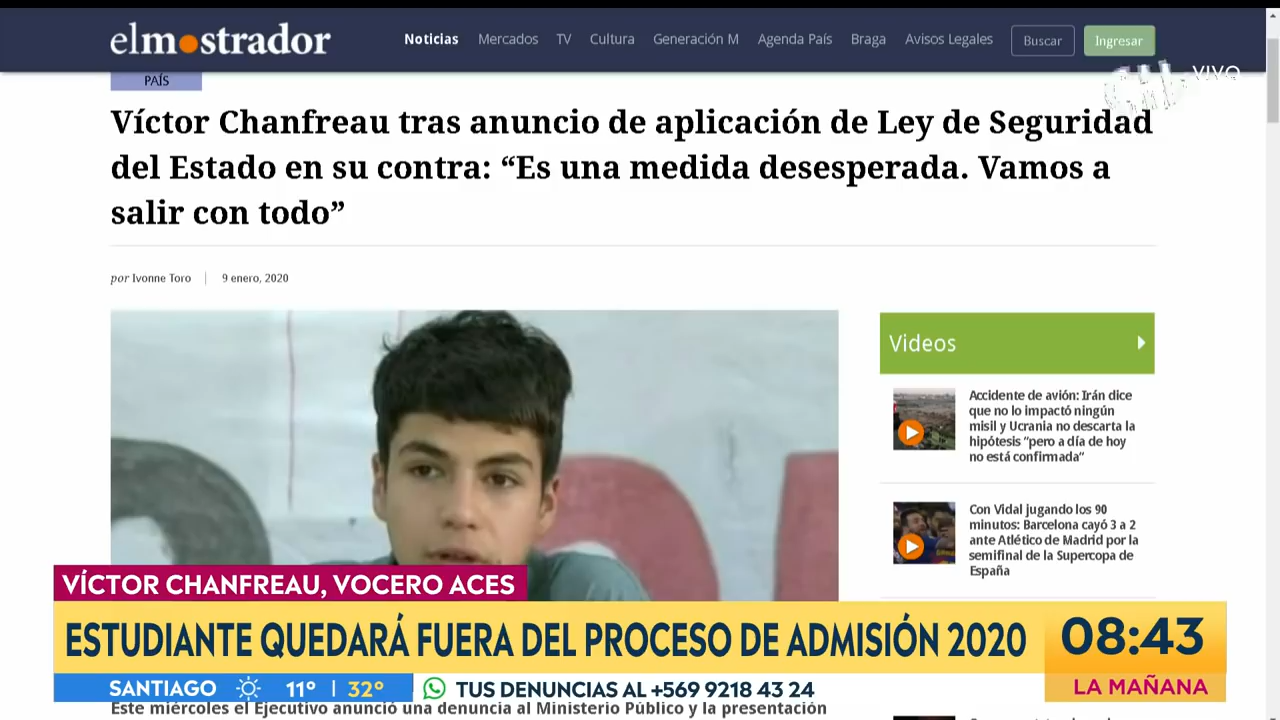 elmostrador
Noticias Mercados TV Cultura Generación M Agenda País Braga Avisos Legales Buscar Ingresar
CHV VIVO
PAÍS
Víctor Chanfreau tras anuncio de aplicación de Ley de Seguridad
del Estado en su contra: “Es una medida desesperada. Vamos a
salir con todo”
por Ivonne Toro 9 enero, 2020
Videos
Accidente de avión: Irán dice
que no lo impactó ningún
misil y Ucrania no descarta la
hipótesis “pero a día de hoy
no está confirmada”
Con Vidal jugando los 90
minutos: Barcelona cayó 3 a 2
ante Atlético de Madrid por la
semifinal de la Supercopa de
España
VÍCTOR CHANFREAU, VOCERO ACES
ESTUDIANTE QUEDARÁ FUERA DEL PROCESO DE ADMISIÓN 2020
08:43
LA MAÑANA
SANTIAGO 11° | 32° TUS DENUNCIAS AL +569 9218 43 24
Este miércoles el Ejecutivo anunció una denuncia al Ministerio Público y la presentación